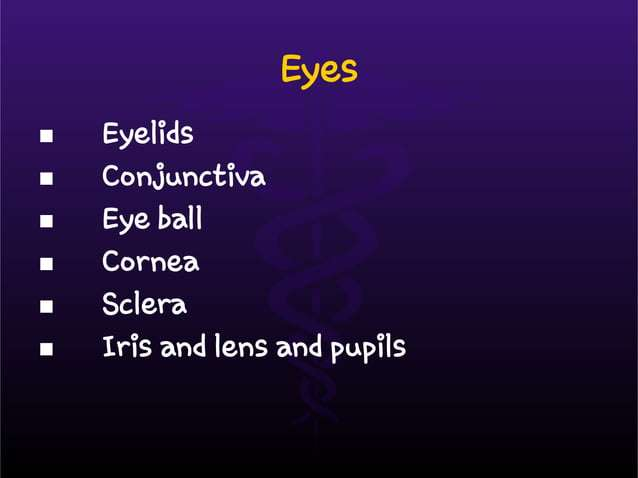 Eyes
▪ Eyelids
▪ Conjunctiva
▪ Eye ball
▪ Cornea
▪ Sclera
▪ Iris and lens and pupils